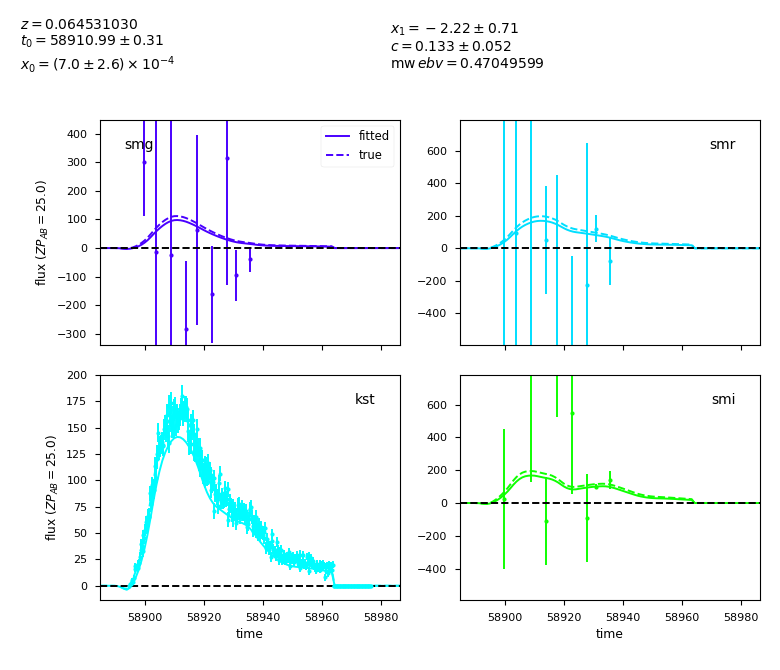 z = 0.064531030
t₀ = 58910.99 ± 0.31
x₀ = (7.0 ± 2.6) × 10⁻⁴
x₁ = −2.22 ± 0.71
c = 0.133 ± 0.052
mw ebv = 0.47049599
smg
fitted
true
400
300
200
100
0
−100
−200
−300
flux (ZP_AB = 25.0)
smr
600
400
200
0
−200
−400
kst
200
175
150
125
100
75
50
25
0
flux (ZP_AB = 25.0)
58900 58920 58940 58960 58980
time
smi
600
400
200
0
−200
−400
58900 58920 58940 58960 58980
time